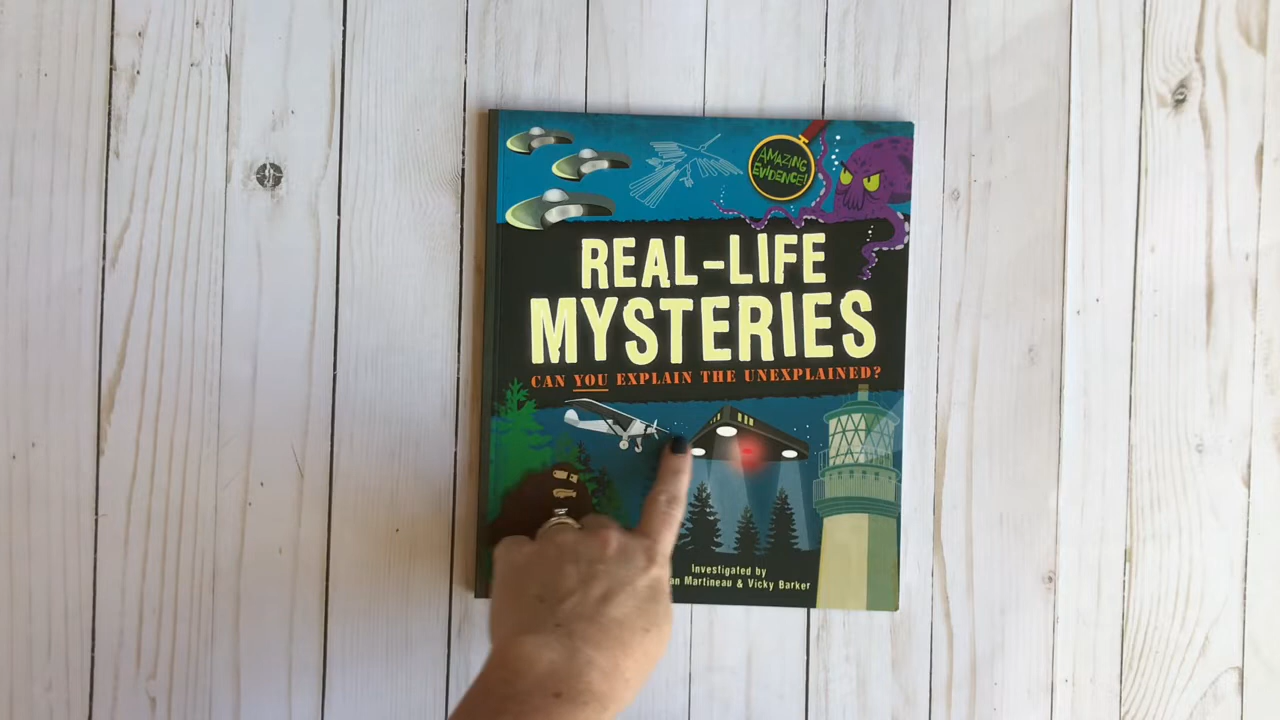 AMAZING
EVIDENCE!
REAL-LIFE
MYSTERIES
CAN YOU EXPLAIN THE UNEXPLAINED?
Investigated by
Martineau & Vicky Barker